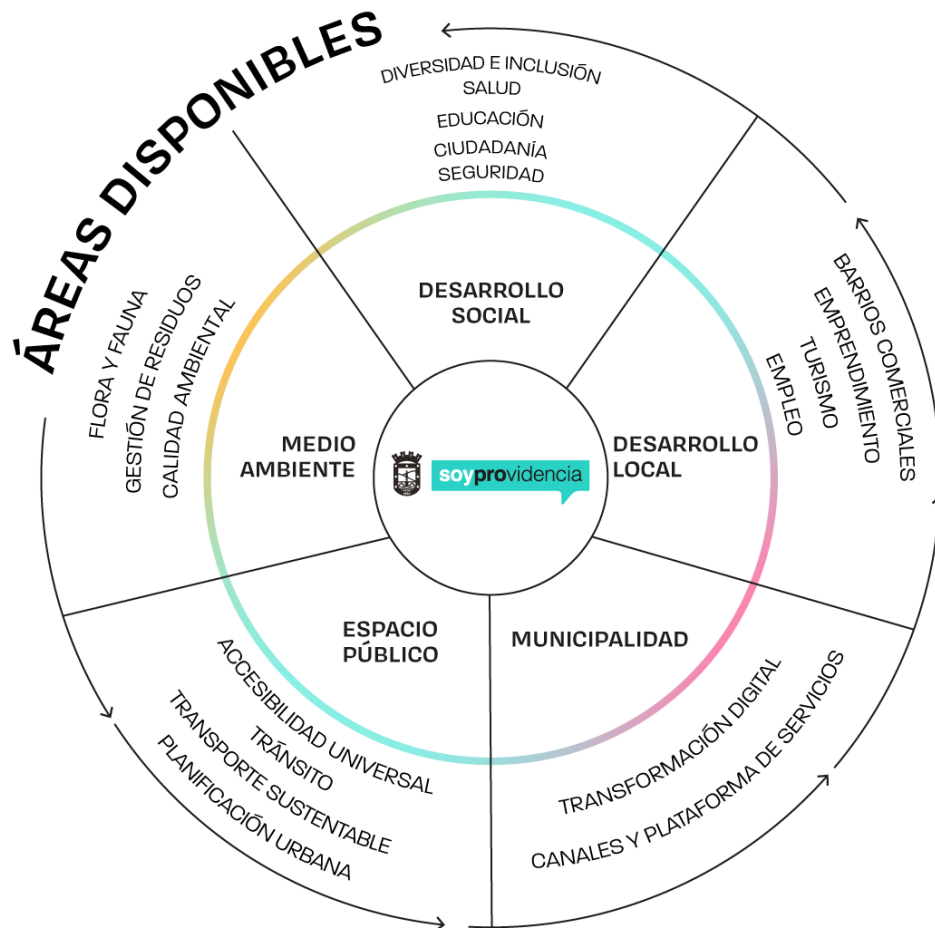 ÁREAS DISPONIBLES
DIVERSIDAD E INCLUSIÓN
SALUD
EDUCACIÓN
CIUDADANÍA
SEGURIDAD
DESARROLLO
SOCIAL
BARRIOS COMERCIALES
EMPRENDIMIENTO
TURISMO
EMPLEO
DESARROLLO
LOCAL
FLORA Y FAUNA
GESTIÓN DE RESIDUOS
CALIDAD AMBIENTAL
MEDIO
AMBIENTE
soyprovidencia
ESPACIO
PÚBLICO
ACCESIBILIDAD UNIVERSAL
TRÁNSITO
TRANSPORTE SUSTENTABLE
PLANIFICACIÓN URBANA
MUNICIPALIDAD
TRANSFORMACIÓN DIGITAL
CANALES Y PLATAFORMA DE SERVICIOS